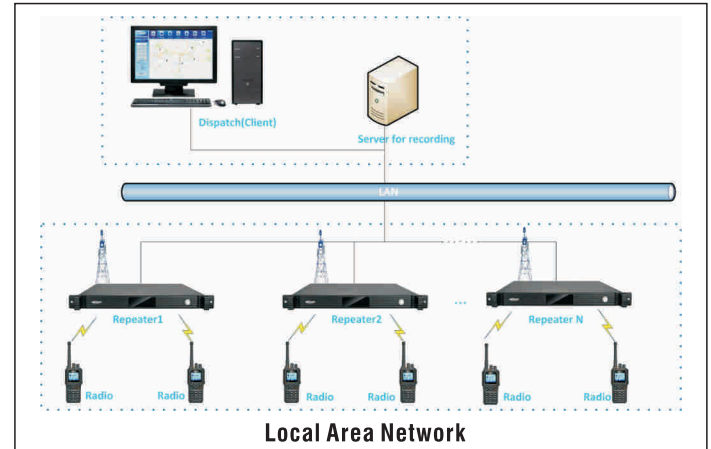 Dispatch(Client)
Server for recording
LAN
Repeater1
Repeater2
...
Repeater N
Radio
Radio
Radio
Radio
Radio
Radio
Local Area Network